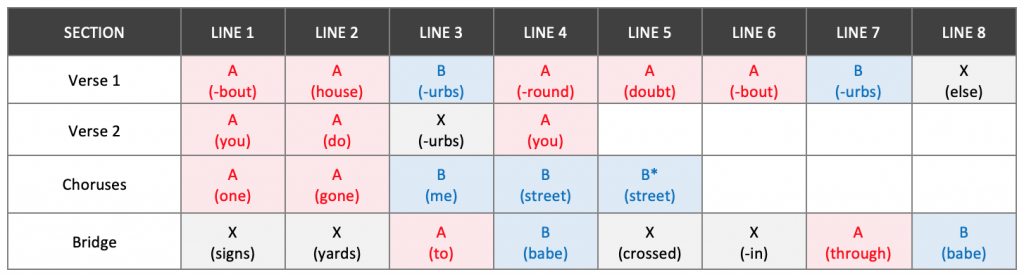 SECTION LINE 1 LINE 2 LINE 3 LINE 4 LINE 5 LINE 6 LINE 7 LINE 8
Verse 1 A (-bout) A (house) B (-urbs) A (-round) A (doubt) A (-bout) B (-urbs) X (else)
Verse 2 A (you) A (do) X (-urbs) A (you)
Choruses A (one) A (gone) B (me) B (street) B* (street)
Bridge X (signs) X (yards) A (to) B (babe) X (crossed) X (-in) A (through) B (babe)